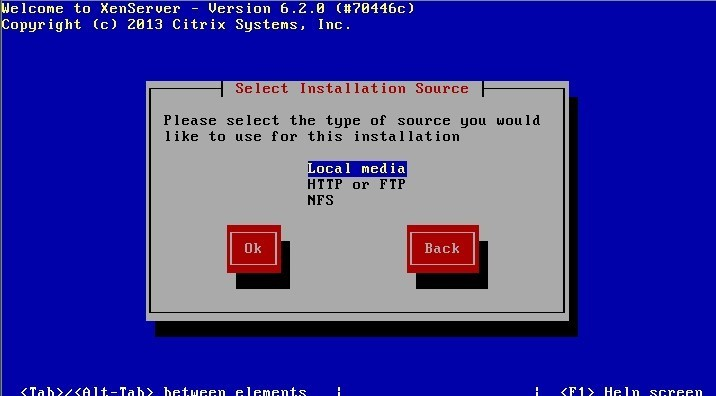 Welcome to XenServer - Version 6.2.0 (#70446c)
Copyright (c) 2013 Citrix Systems, Inc.
Select Installation Source
Please select the type of source you would
like to use for this installation
Local media
HTTP or FTP
NFS
Ok Back
<Tab>/<Alt-Tab> between elements | | <F1> Help screen